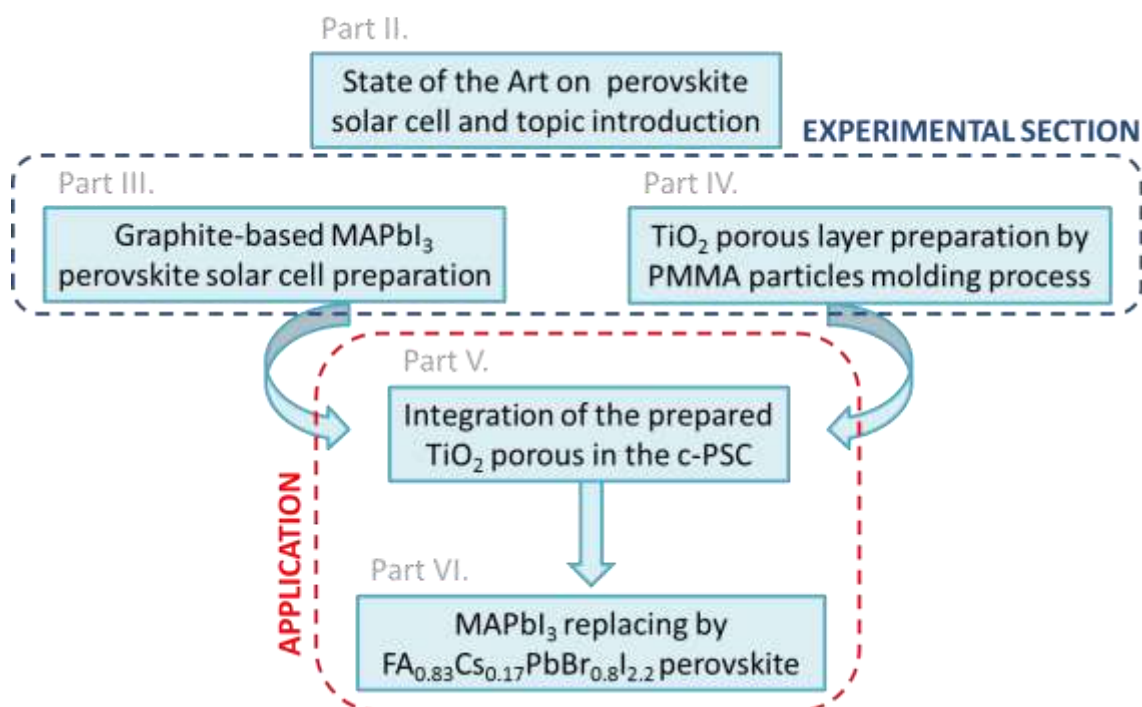 Part II.
State of the Art on perovskite
solar cell and topic introduction
EXPERIMENTAL SECTION
Part III.
Graphite-based MAPbI₃
perovskite solar cell preparation
Part IV.
TiO₂ porous layer preparation by
PMMA particles molding process
Part V.
Integration of the prepared
TiO₂ porous in the c-PSC
APPLICATION
Part VI.
MAPbI₃ replacing by
FA₀.₈₃Cs₀.₁₇PbBr₀.₈I₂.₂ perovskite